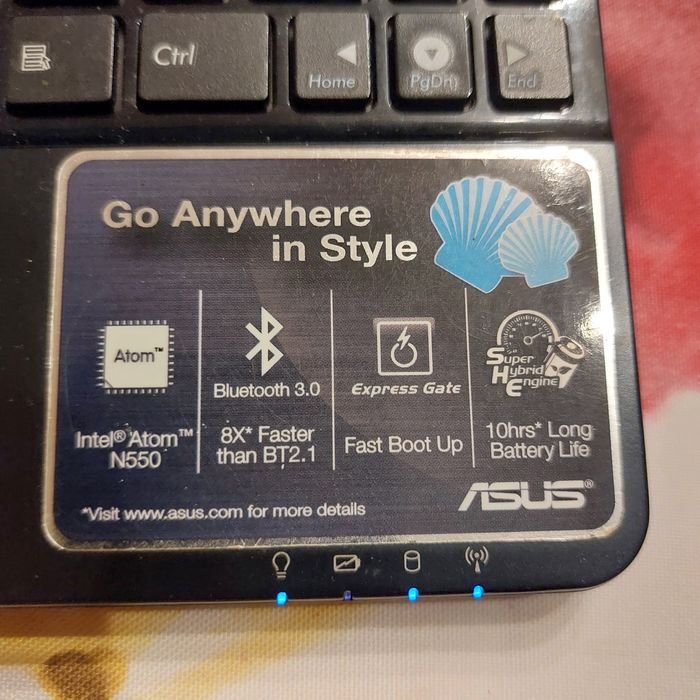 Ctrl
Home
PgDn
End
Go Anywhere
in Style
Atom™
Intel® Atom™
N550
Bluetooth 3.0
8X* Faster
than BT2.1
Express Gate
Fast Boot Up
Super
Hybrid
Engine
10hrs* Long
Battery Life
*Visit www.asus.com for more details
ASUS®